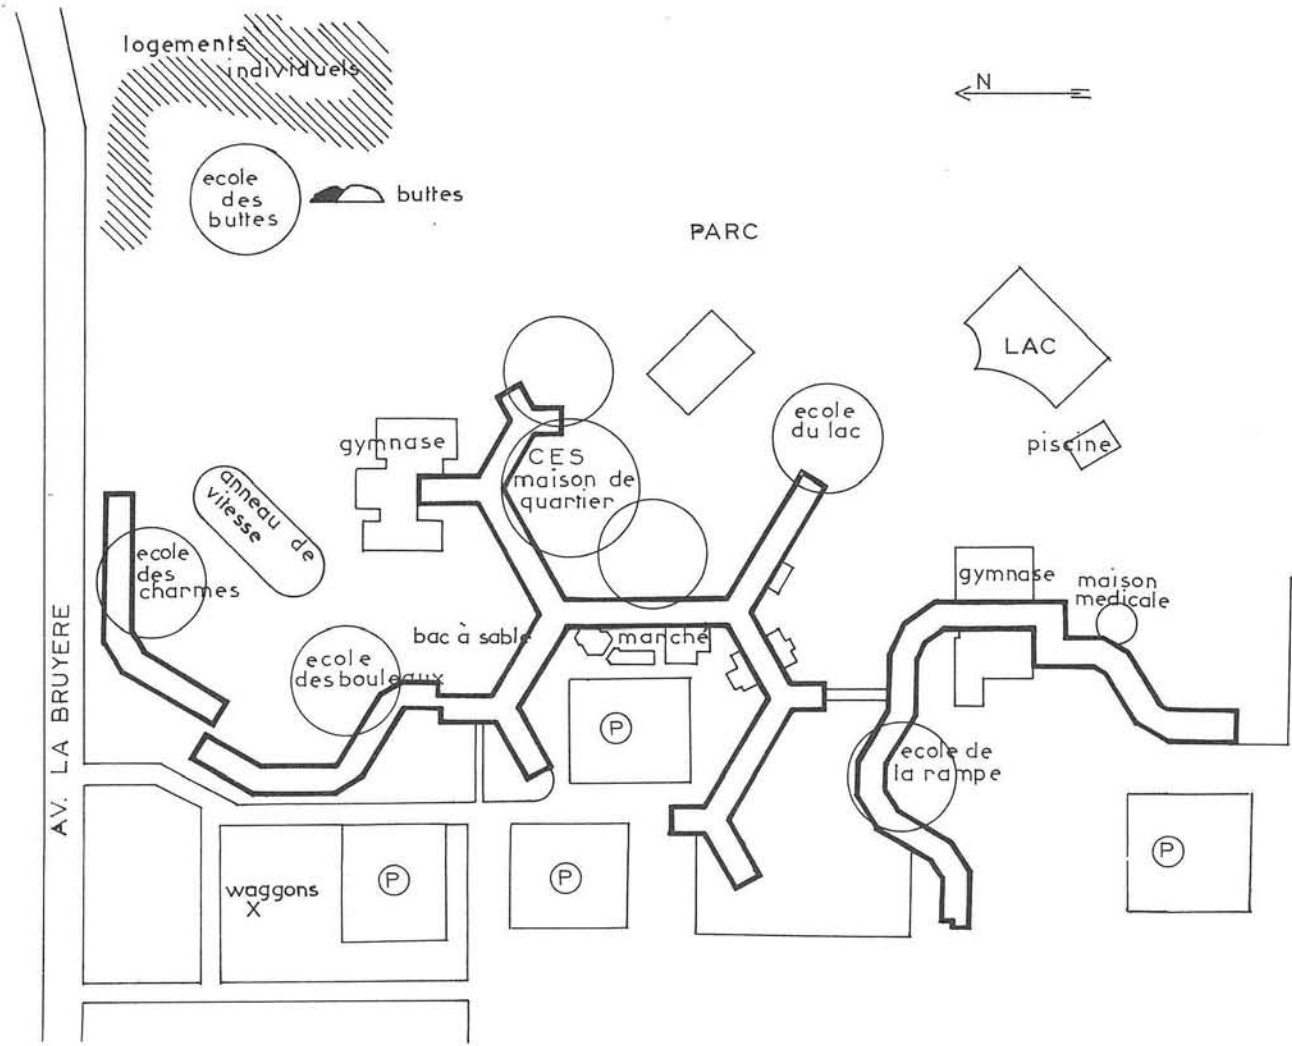 logements
individuels
N
ecole
des
buttes
buttes
PARC
LAC
ecole
du lac
piscine
gymnase
CES
maison de
quartier
anneau de
vitesse
ecole
des
charmes
gymnase
maison
medicale
bac à sable
marché
ecole
des bouleaux
P
ecole de
la rampe
AV. LA BRUYERE
P
P
P
waggons
X